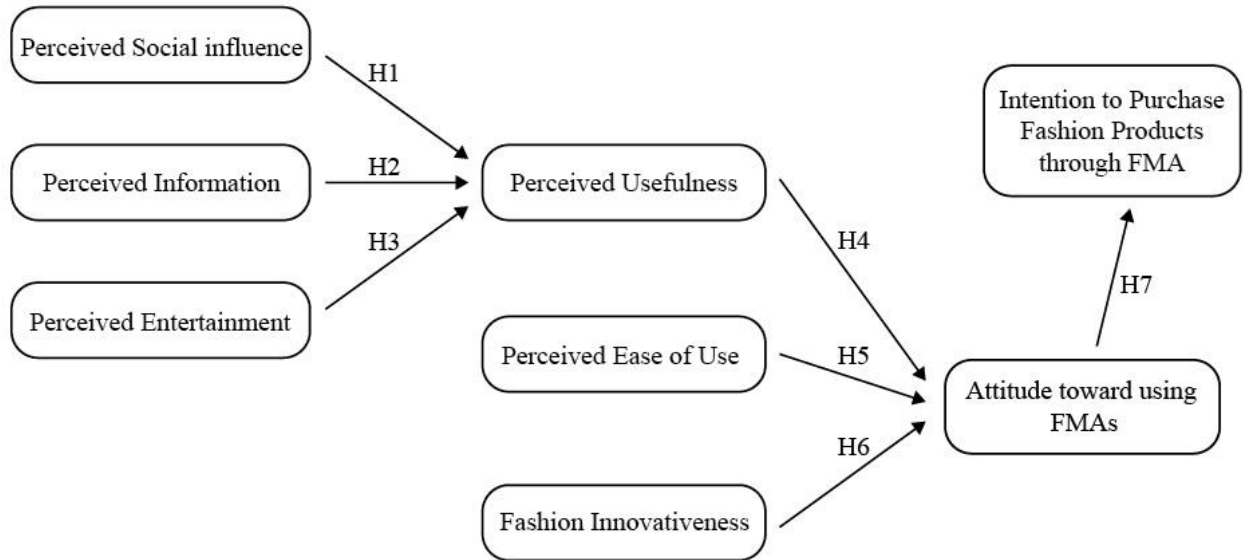 Perceived Social influence
H1
Intention to Purchase
Fashion Products
through FMA
Perceived Information
H2
Perceived Usefulness
H3
H4
H7
Perceived Entertainment
Perceived Ease of Use
H5
Attitude toward using
FMAs
H6
Fashion Innovativeness